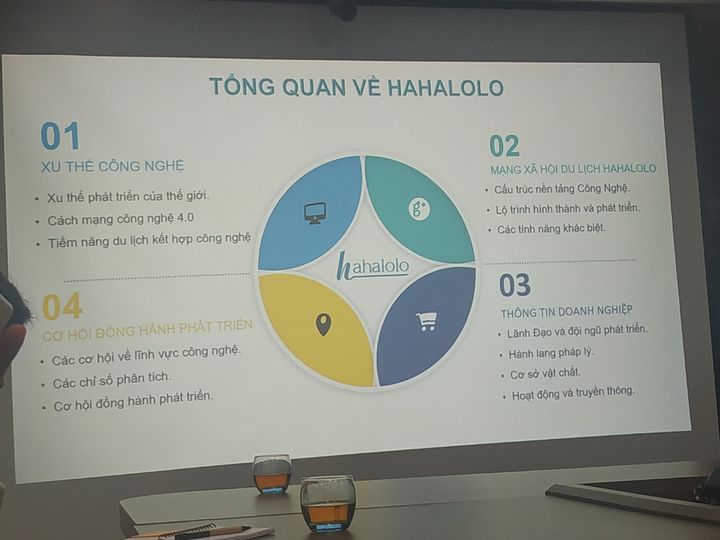 TỔNG QUAN VỀ HAHALOLO
01
XU THẾ CÔNG NGHỆ
• Xu thế phát triển của thế giới.
• Cách mạng công nghệ 4.0
• Tiềm năng du lịch kết hợp công nghệ
02
MẠNG XÃ HỘI DU LỊCH HAHALOLO
• Cấu trúc nền tảng Công Nghệ.
• Lộ trình hình thành và phát triển.
• Các tính năng khác biệt.
g+
hahalolo
04
CƠ HỘI ĐỒNG HÀNH PHÁT TRIỂN
• Các cơ hội về lĩnh vực công nghệ.
• Các chỉ số phân tích.
• Cơ hội đồng hành phát triển.
03
THÔNG TIN DOANH NGHIỆP
• Lãnh Đạo và đội ngũ phát triển.
• Hành lang pháp lý.
• Cơ sở vật chất.
• Hoạt động và truyền thông.